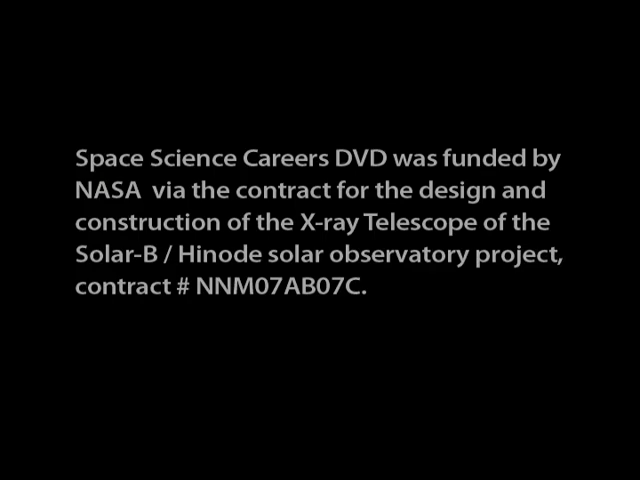 Space Science Careers DVD was funded by
NASA  via the contract for the design and
construction of the X-ray Telescope of the
Solar-B / Hinode solar observatory project,
contract # NNM07AB07C.